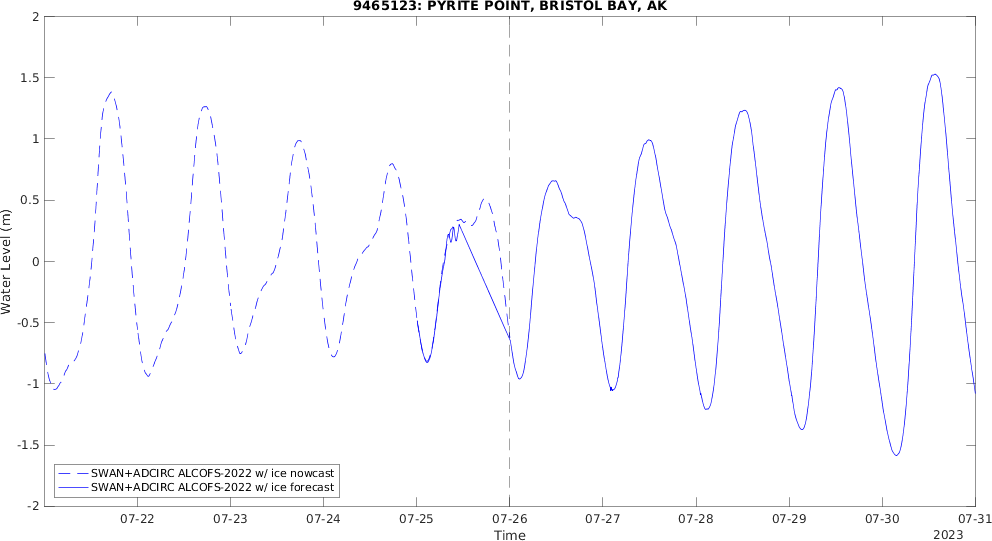 9465123: PYRITE POINT, BRISTOL BAY, AK
2
1.5
1
0.5
0
-0.5
-1
-1.5
-2
Water Level (m)
SWAN+ADCIRC ALCOFS-2022 w/ ice nowcast
SWAN+ADCIRC ALCOFS-2022 w/ ice forecast
07-22 07-23 07-24 07-25 07-26 07-27 07-28 07-29 07-30 07-31
Time
2023